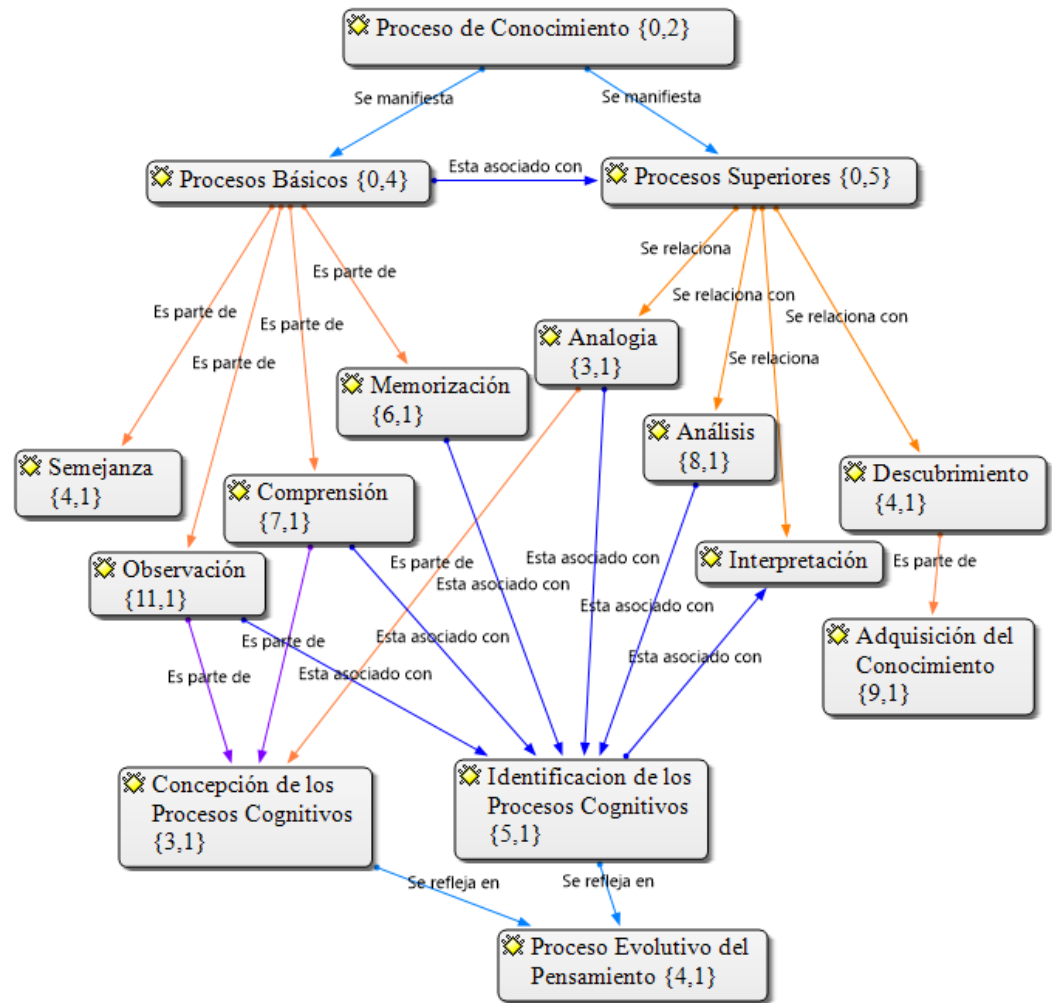 Proceso de Conocimiento {0,2}
Se manifiesta
Se manifiesta
Procesos Básicos {0,4}
Esta asociado con
Procesos Superiores {0,5}
Se relaciona
Es parte de
Se relaciona con
Es parte de
Es parte de
Se relaciona con
Es parte de
Se relaciona
Analogia
{3,1}
Memorización
{6,1}
Análisis
{8,1}
Semejanza
{4,1}
Descubrimiento
{4,1}
Comprensión
{7,1}
Observación
{11,1}
Interpretación
Es parte de
Esta asociado con
Es parte de
Esta asociado con
Esta asociado con
Adquisición del
Conocimiento
{9,1}
Es parte de
Esta asociado con
Esta asociado con
Es parte de
Esta asociado con
Concepción de los
Procesos Cognitivos
{3,1}
Identificacion de los
Procesos Cognitivos
{5,1}
Se refleja en
Se refleja en
Proceso Evolutivo del
Pensamiento {4,1}